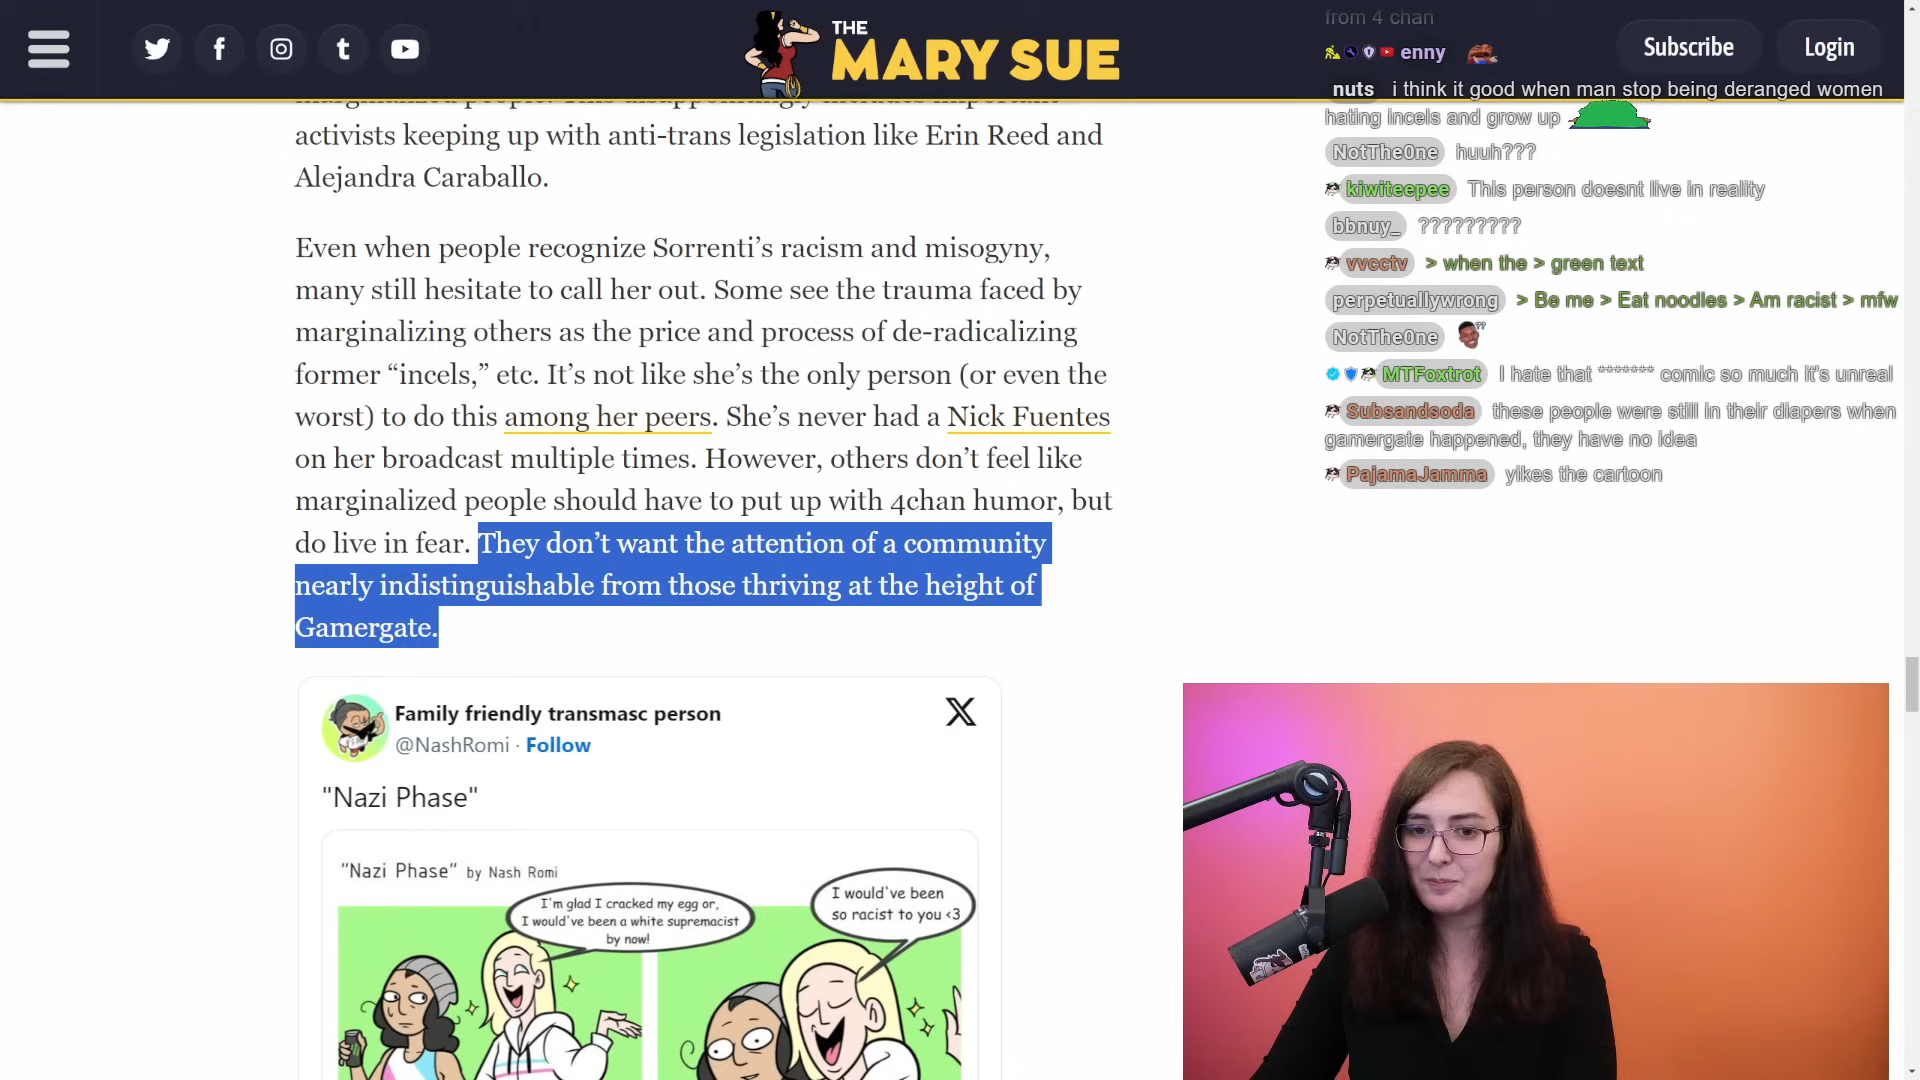 THE
MARY SUE
Subscribe
Login
activists keeping up with anti-trans legislation like Erin Reed and
Alejandra Caraballo.
Even when people recognize Sorrenti’s racism and misogyny,
many still hesitate to call her out. Some see the trauma faced by
marginalizing others as the price and process of de-radicalizing
former “incels,” etc. It’s not like she’s the only person (or even the
worst) to do this among her peers. She’s never had a Nick Fuentes
on her broadcast multiple times. However, others don’t feel like
marginalized people should have to put up with 4chan humor, but
do live in fear. They don’t want the attention of a community
nearly indistinguishable from those thriving at the height of
Gamergate.
Family friendly transmasc person
@NashRomi · Follow
"Nazi Phase"
“Nazi Phase” by Nash Romi
I'm glad I cracked my egg or,
I would've been a white supremacist
by now!
I would've been
so racist to you <3
from 4 chan
enny
nuts i think it good when man stop being deranged women
hating incels and grow up
NotThe0ne huuh???
kiwiteepee This person doesnt live in reality
bbnuy_ ?????????
vvcctv > when the > green text
perpetuallywrong > Be me > Eat noodles > Am racist > mfw
NotThe0ne
MTFoxtrot I hate that ******* comic so much it's unreal
Subsandsoda these people were still in their diapers when
gamergate happened, they have no idea
PajamaJamma yikes the cartoon